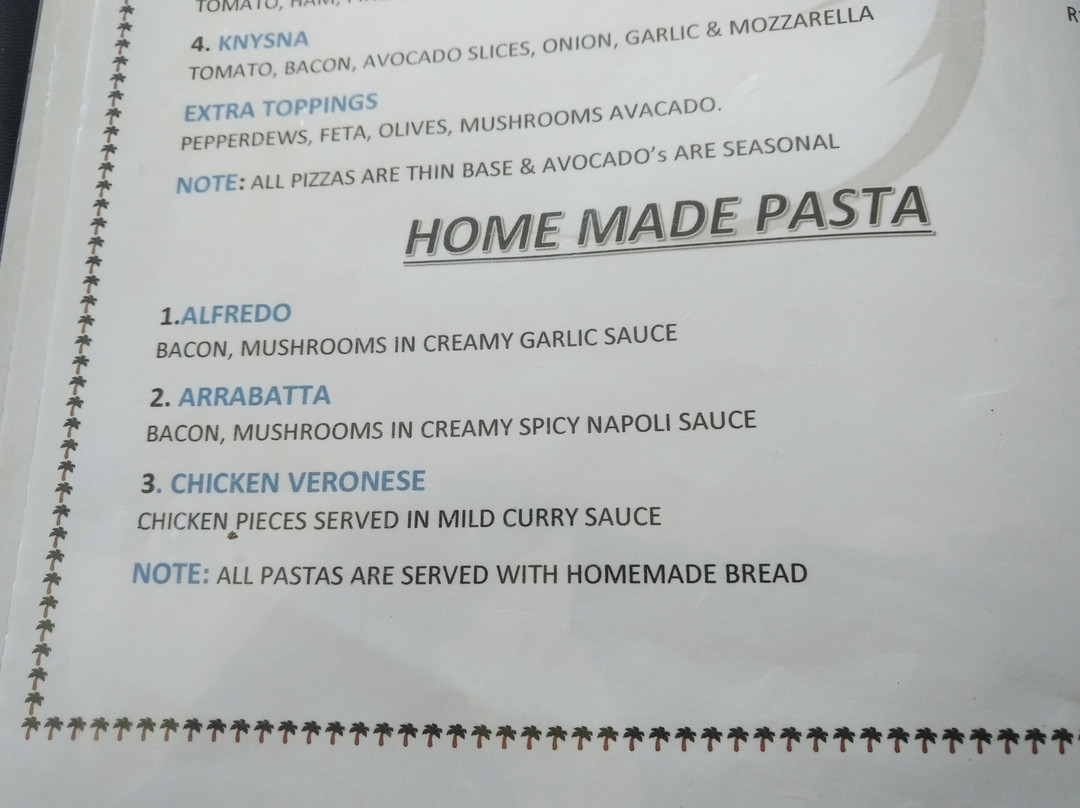 TOMATO, HAM,
4. KNYSNA
TOMATO, BACON, AVOCADO SLICES, ONION, GARLIC & MOZZARELLA
EXTRA TOPPINGS
PEPPERDEWS, FETA, OLIVES, MUSHROOMS AVACADO.
NOTE: ALL PIZZAS ARE THIN BASE & AVOCADO's ARE SEASONAL
HOME MADE PASTA
1.ALFREDO
BACON, MUSHROOMS IN CREAMY GARLIC SAUCE
2. ARRABATTA
BACON, MUSHROOMS IN CREAMY SPICY NAPOLI SAUCE
3. CHICKEN VERONESE
CHICKEN PIECES SERVED IN MILD CURRY SAUCE
NOTE: ALL PASTAS ARE SERVED WITH HOMEMADE BREAD